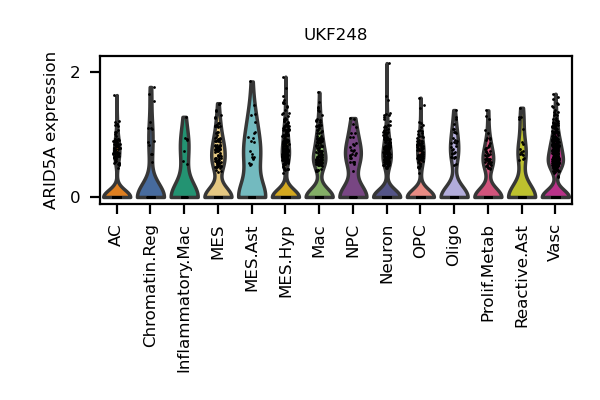 UKF248
ARID5A expression
2
0
AC
Chromatin.Reg
Inflammatory.Mac
MES
MES.Ast
MES.Hyp
Mac
NPC
Neuron
OPC
Oligo
Prolif.Metab
Reactive.Ast
Vasc